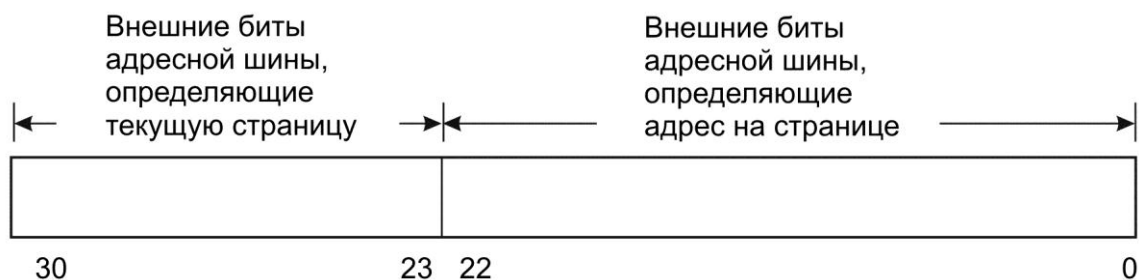 Внешние биты
адресной шины,
определяющие
текущую страницу
Внешние биты
адресной шины,
определяющие
адрес на странице
30
23
22
0